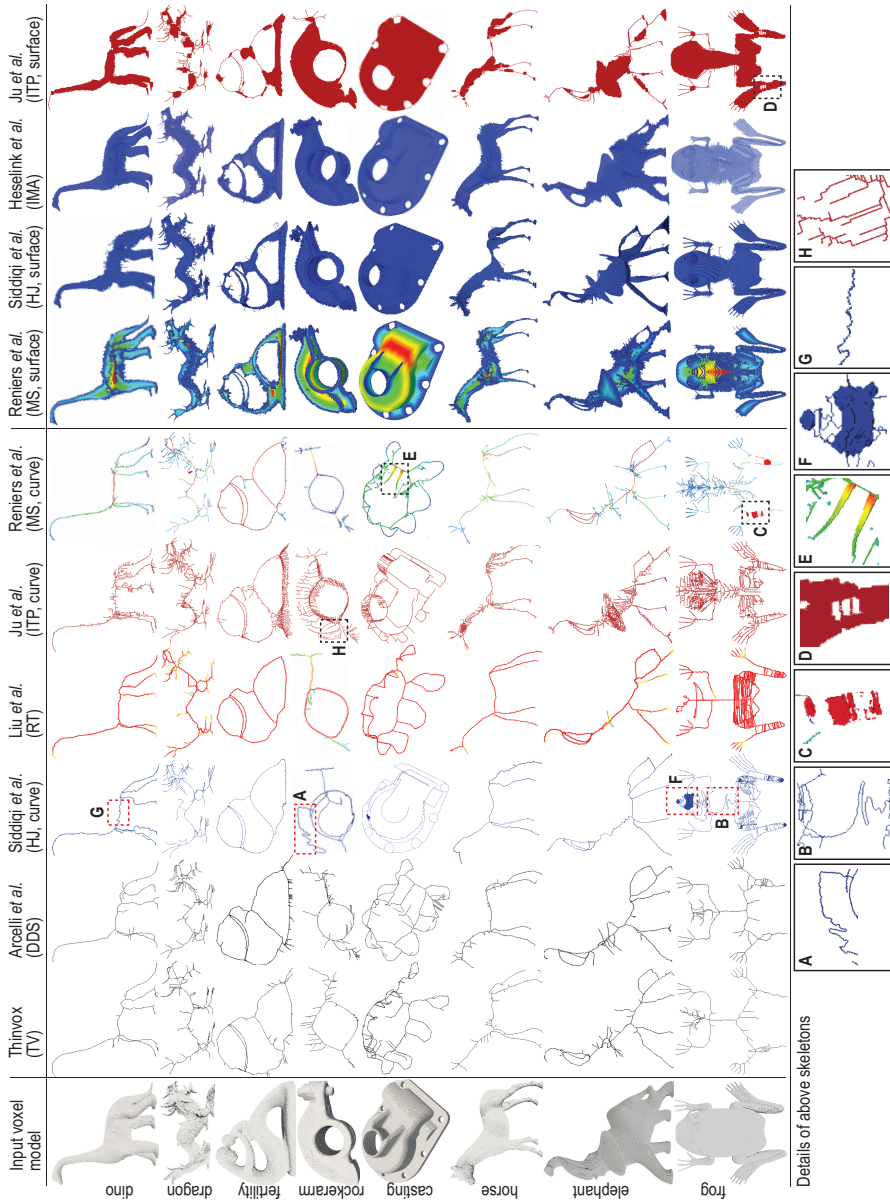 Input voxel
model
Thinvox
(TV)
Arcelli et al.
(DDS)
Siddiqi et al.
(HJ, curve)
Liu et al.
(RT)
Ju et al.
(ITP, curve)
Reniers et al.
(MS, curve)
Reniers et al.
(MS, surface)
Siddiqi et al.
(HJ, surface)
Heselink et al.
(IMA)
Ju et al.
(ITP, surface)
dino
G
dragon
fertility
rockerarm
A
H
casting
E
horse
elephant
frog
F
B
C
D
Details of above skeletons
A
B
C
D
E
F
G
H